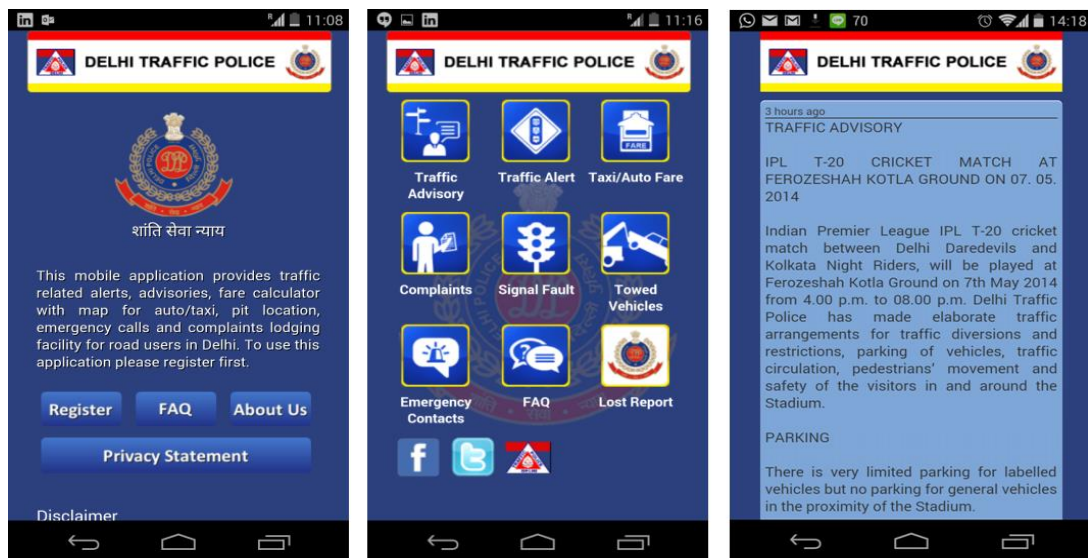 11:08
DELHI TRAFFIC POLICE
शांति सेवा न्याय
This mobile application provides traffic
related alerts, advisories, fare calculator
with map for auto/taxi, pit location,
emergency calls and complaints lodging
facility for road users in Delhi. To use this
application please register first.
Register FAQ About Us
Privacy Statement
Disclaimer
11:16
DELHI TRAFFIC POLICE
Traffic Advisory
Traffic Alert
FARE
Taxi/Auto Fare
Complaints
Signal Fault
Towed Vehicles
Emergency Contacts
FAQ
Lost Report
70 14:18
DELHI TRAFFIC POLICE
3 hours ago
TRAFFIC ADVISORY
IPL T-20 CRICKET MATCH AT
FEROZESHAH KOTLA GROUND ON 07. 05.
2014
Indian Premier League IPL T-20 cricket
match between Delhi Daredevils and
Kolkata Night Riders, will be played at
Ferozeshah Kotla Ground on 7th May 2014
from 4.00 p.m. to 08.00 p.m. Delhi Traffic
Police has made elaborate traffic
arrangements for traffic diversions and
restrictions, parking of vehicles, traffic
circulation, pedestrians' movement and
safety of the visitors in and around the
Stadium.
PARKING
There is very limited parking for labelled
vehicles but no parking for general vehicles
in the proximity of the Stadium.